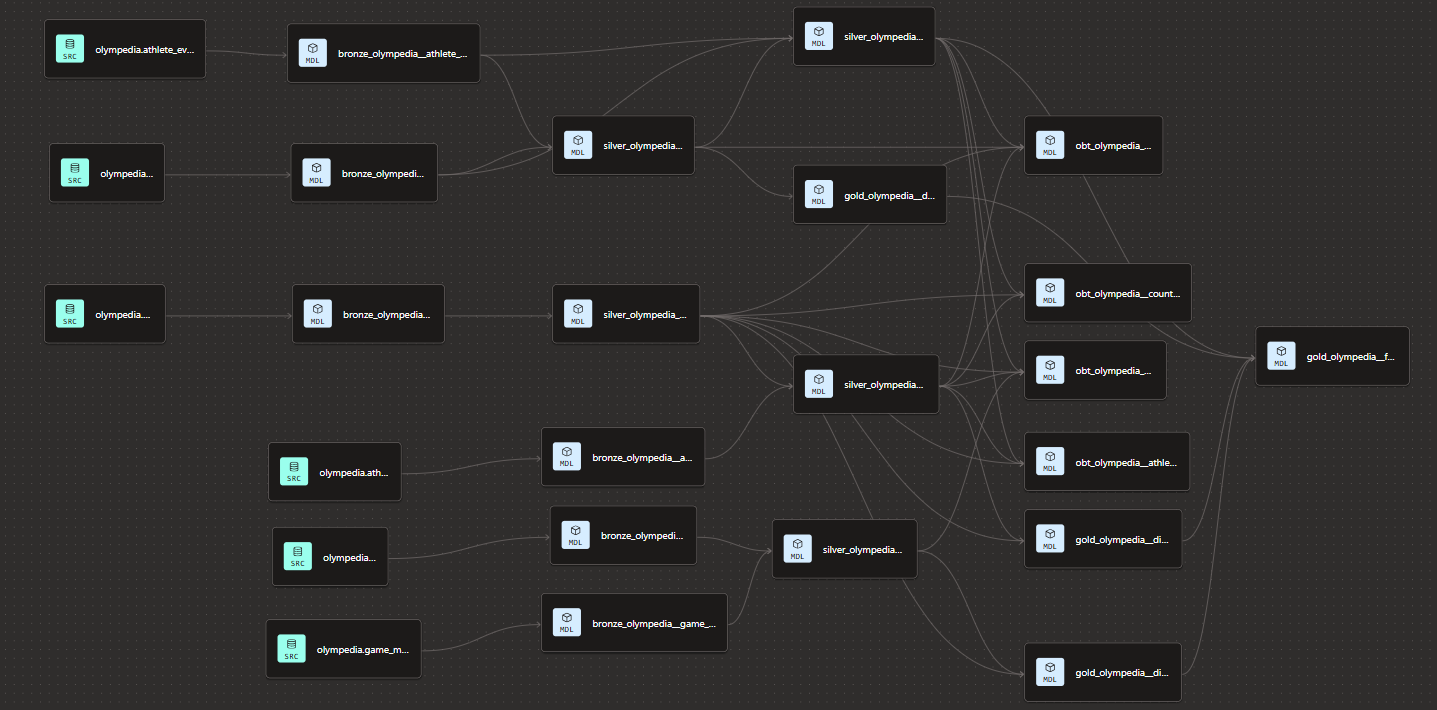 SRC
olympedia.athlete_ev...
MDL
bronze_olympedia__athlete_...
MDL
silver_olympedia...
SRC
olympedia...
MDL
bronze_olympedi...
MDL
silver_olympedia...
MDL
obt_olympedia_...
MDL
gold_olympedia__d...
SRC
olympedia....
MDL
bronze_olympedia...
MDL
silver_olympedia_...
MDL
obt_olympedia__count...
MDL
gold_olympedia__f...
MDL
silver_olympedia...
MDL
obt_olympedia_...
SRC
olympedia.ath...
MDL
bronze_olympedia__a...
MDL
obt_olympedia__athle...
SRC
olympedia...
MDL
bronze_olympedi...
MDL
silver_olympedia...
MDL
gold_olympedia__di...
SRC
olympedia.game_m...
MDL
bronze_olympedia__game_...
MDL
gold_olympedia__di...